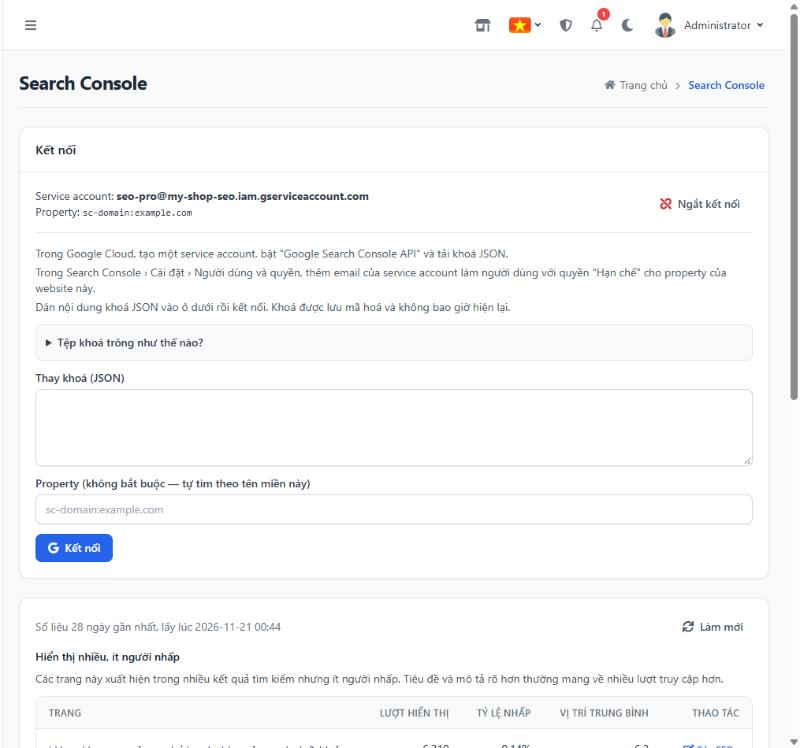 1
Administrator
Search Console
Trang chủ
Search Console
Kết nối
Service account: seo-pro@my-shop-seo.iam.gserviceaccount.com
Property: sc-domain:example.com
Ngắt kết nối
Trong Google Cloud, tạo một service account, bật "Google Search Console API" và tải khoá JSON.
Trong Search Console › Cài đặt › Người dùng và quyền, thêm email của service account làm người dùng với quyền "Hạn chế" cho property của
website này.
Dán nội dung khoá JSON vào ô dưới rồi kết nối. Khoá được lưu mã hoá và không bao giờ hiện lại.
Tệp khoá trông như thế nào?
Thay khoá (JSON)
Property (không bắt buộc — tự tìm theo tên miền này)
sc-domain:example.com
Kết nối
Số liệu 28 ngày gần nhất, lấy lúc 2026-11-21 00:44
Làm mới
Hiển thị nhiều, ít người nhấp
Các trang này xuất hiện trong nhiều kết quả tìm kiếm nhưng ít người nhấp. Tiêu đề và mô tả rõ hơn thường mang về nhiều lượt truy cập hơn.
TRANG LƯỢT HIỂN THỊ TỶ LỆ NHẤP VỊ TRÍ TRUNG BÌNH THAO TÁC